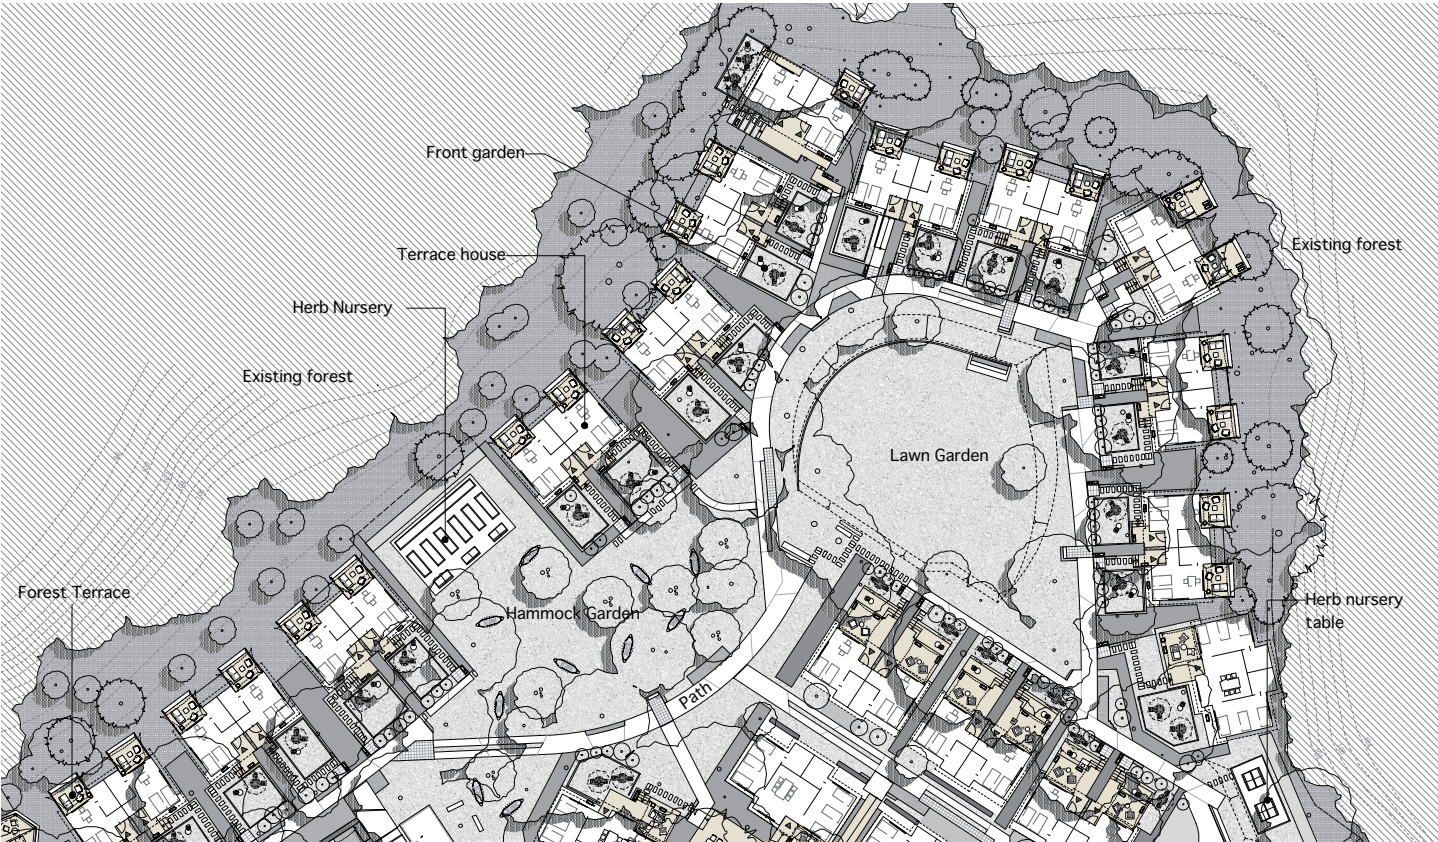 Front garden
Terrace house
Existing forest
Herb Nursery
Existing forest
Lawn Garden
Forest Terrace
Hammock Garden
Herb nursery
table
Path